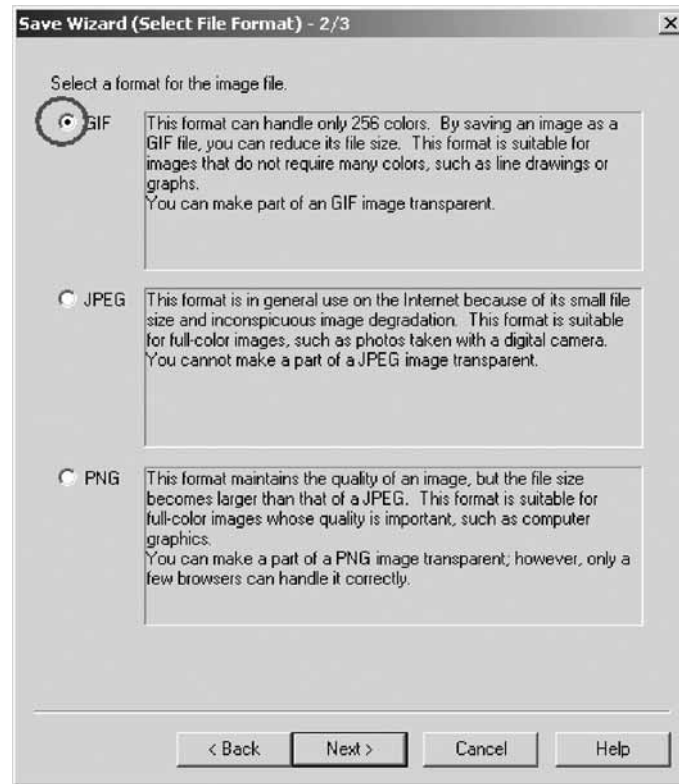 Save Wizard (Select File Format) - 2/3
Select a format for the image file.
GIF
This format can handle only 256 colors. By saving an image as a
GIF file, you can reduce its file size. This format is suitable for
images that do not require many colors, such as line drawings or
graphs.
You can make part of an GIF image transparent.
JPEG
This format is in general use on the Internet because of its small file
size and inconspicuous image degradation. This format is suitable
for full-color images, such as photos taken with a digital camera.
You cannot make a part of a JPEG image transparent.
PNG
This format maintains the quality of an image, but the file size
becomes larger than that of a JPEG. This format is suitable for
full-color images whose quality is important, such as computer
graphics.
You can make a part of a PNG image transparent; however, only a
few browsers can handle it correctly.
< Back
Next >
Cancel
Help